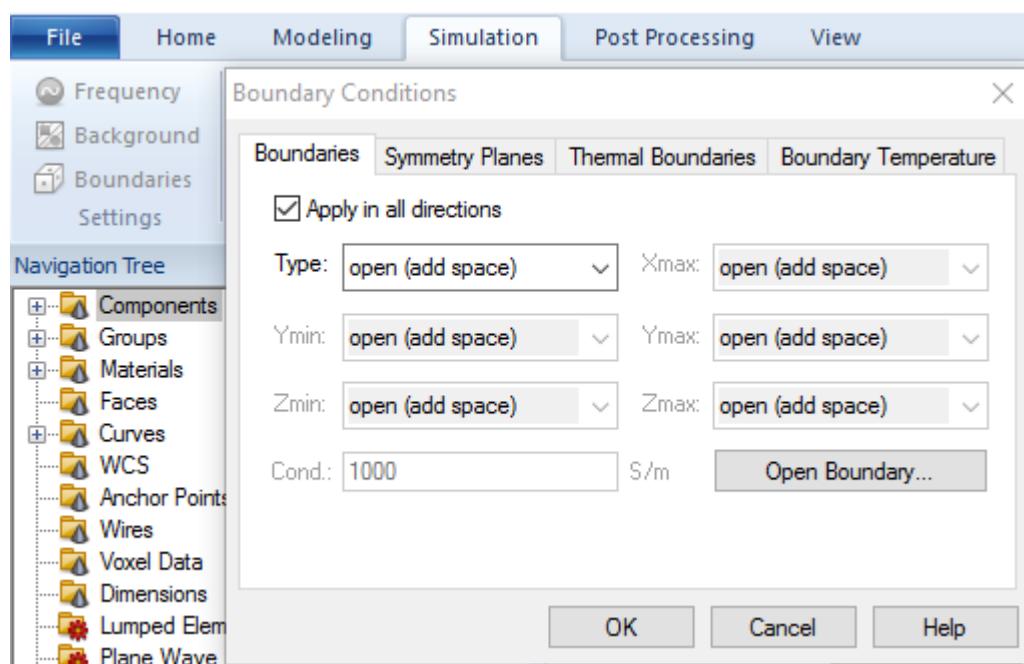 File Home Modeling Simulation Post Processing View
Frequency
Background
Boundaries
Settings
Navigation Tree
Components
Groups
Materials
Faces
Curves
WCS
Anchor Points
Wires
Voxel Data
Dimensions
Lumped Elem
Plane Wave
Boundary Conditions
Boundaries Symmetry Planes Thermal Boundaries Boundary Temperature
Apply in all directions
Type: open (add space) Xmax: open (add space)
Ymin: open (add space) Ymax: open (add space)
Zmin: open (add space) Zmax: open (add space)
Cond.: 1000 S/m Open Boundary...
OK Cancel Help